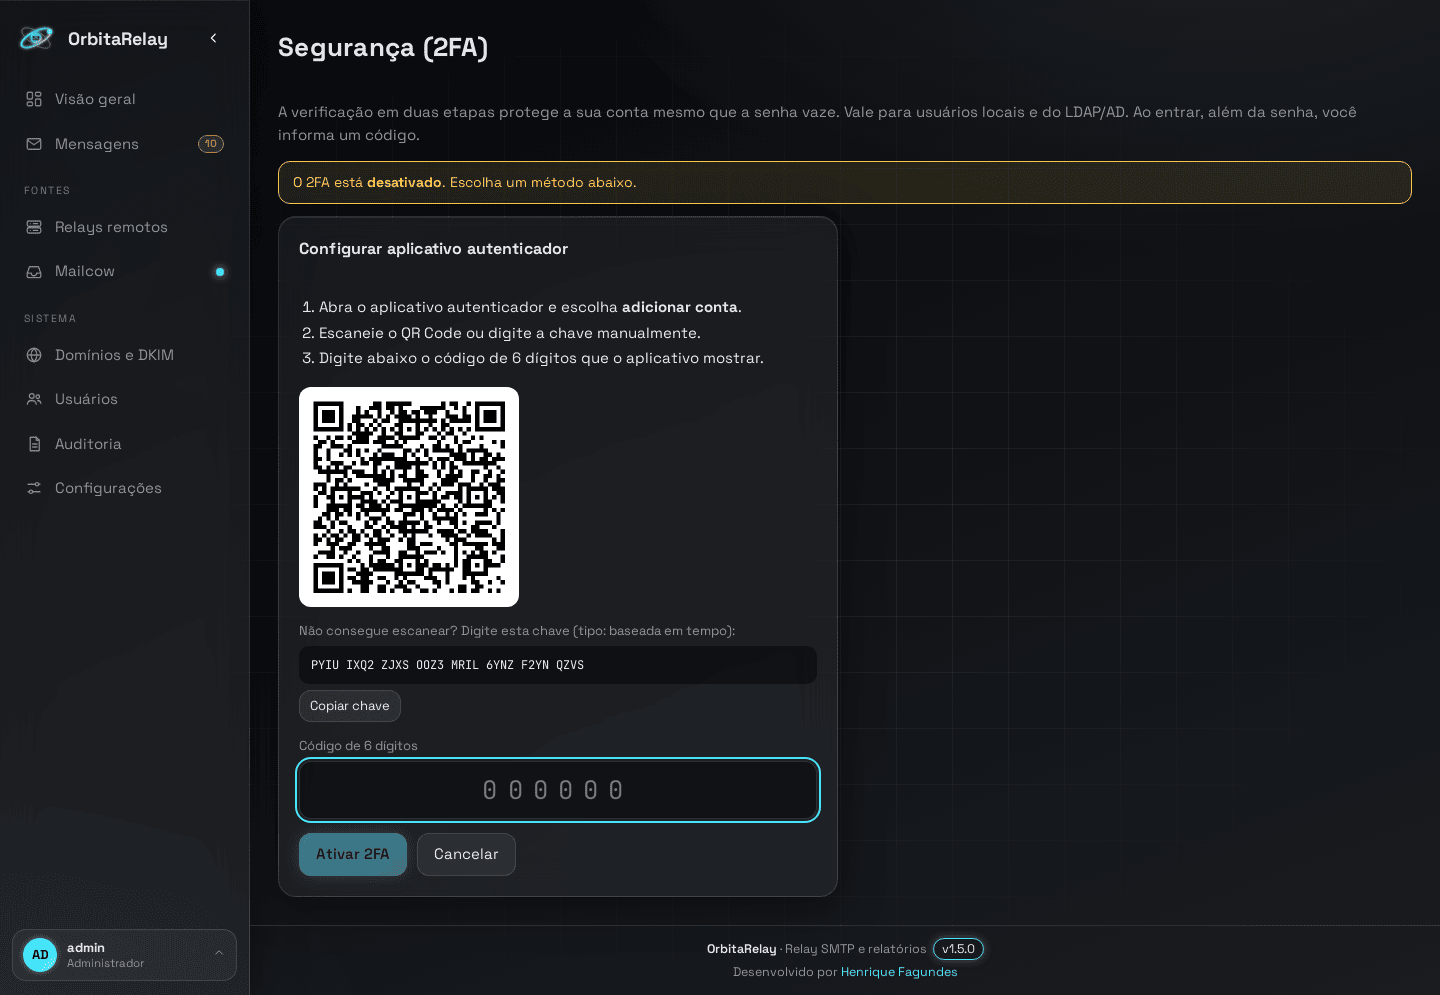 OrbitaRelay
Visão geral
Mensagens 10
FONTES
Relays remotos
Mailcow
SISTEMA
Domínios e DKIM
Usuários
Auditoria
Configurações
AD admin
Administrador
Segurança (2FA)
A verificação em duas etapas protege a sua conta mesmo que a senha vaze. Vale para usuários locais e do LDAP/AD. Ao entrar, além da senha, você
informa um código.
O 2FA está desativado. Escolha um método abaixo.
Configurar aplicativo autenticador
1. Abra o aplicativo autenticador e escolha adicionar conta.
2. Escaneie o QR Code ou digite a chave manualmente.
3. Digite abaixo o código de 6 dígitos que o aplicativo mostrar.
Não consegue escanear? Digite esta chave (tipo: baseada em tempo):
PYIU IXQ2 ZJXS OOZ3 MRIL 6YNZ F2YN QZVS
Copiar chave
Código de 6 dígitos
000000
Ativar 2FA Cancelar
OrbitaRelay · Relay SMTP e relatórios v1.5.0
Desenvolvido por Henrique Fagundes